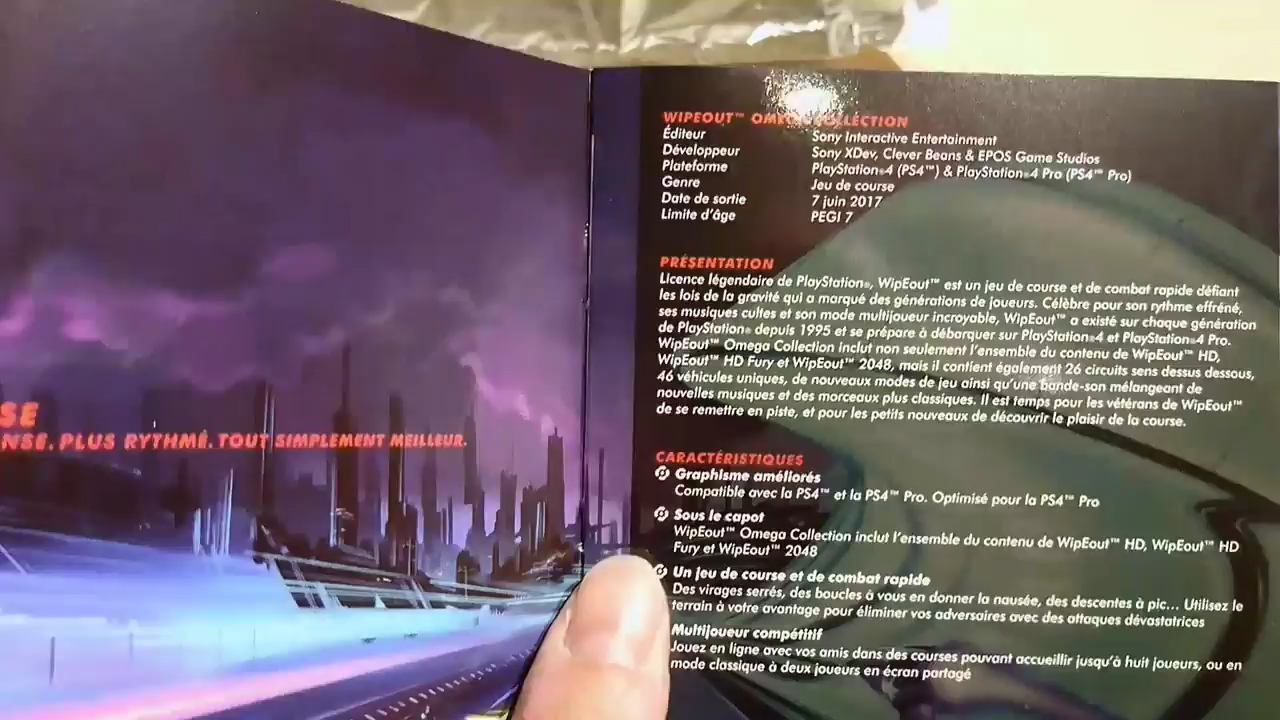 SE
NSE. PLUS RYTHMÉ. TOUT SIMPLEMENT MEILLEUR.
WIPEOUT™ OMEGA COLLECTION
Éditeur Sony Interactive Entertainment
Développeur Sony XDev, Clever Beans & EPOS Game Studios
Plateforme PlayStation®4 (PS4™) & PlayStation®4 Pro (PS4™ Pro)
Genre Jeu de course
Date de sortie 7 juin 2017
Limite d'âge PEGI 7
PRÉSENTATION
Licence légendaire de PlayStation®, WipEout™ est un jeu de course et de combat rapide défiant
les lois de la gravité qui a marqué des générations de joueurs. Célèbre pour son rythme effréné,
ses musiques cultes et son mode multijoueur incroyable, WipEout™ a existé sur chaque génération
de PlayStation® depuis 1995 et se prépare à débarquer sur PlayStation®4 et PlayStation®4 Pro.
WipEout™ Omega Collection inclut non seulement l'ensemble du contenu de WipEout™ HD,
WipEout™ HD Fury et WipEout™ 2048, mais il contient également 26 circuits sens dessus dessous,
46 véhicules uniques, de nouveaux modes de jeu ainsi qu'une bande-son mélangeant de
nouvelles musiques et des morceaux plus classiques. Il est temps pour les vétérans de WipEout™
de se remettre en piste, et pour les petits nouveaux de découvrir le plaisir de la course.
CARACTÉRISTIQUES
Graphisme améliorés
Compatible avec la PS4™ et la PS4™ Pro. Optimisé pour la PS4™ Pro
Sous le capot
WipEout™ Omega Collection inclut l'ensemble du contenu de WipEout™ HD, WipEout™ HD
Fury et WipEout™ 2048
Un jeu de course et de combat rapide
Des virages serrés, des boucles à vous en donner la nausée, des descentes à pic... Utilisez le
terrain à votre avantage pour éliminer vos adversaires avec des attaques dévastatrices
Multijoueur compétitif
Jouez en ligne avec vos amis dans des courses pouvant accueillir jusqu'à huit joueurs, ou en
mode classique à deux joueurs en écran partagé